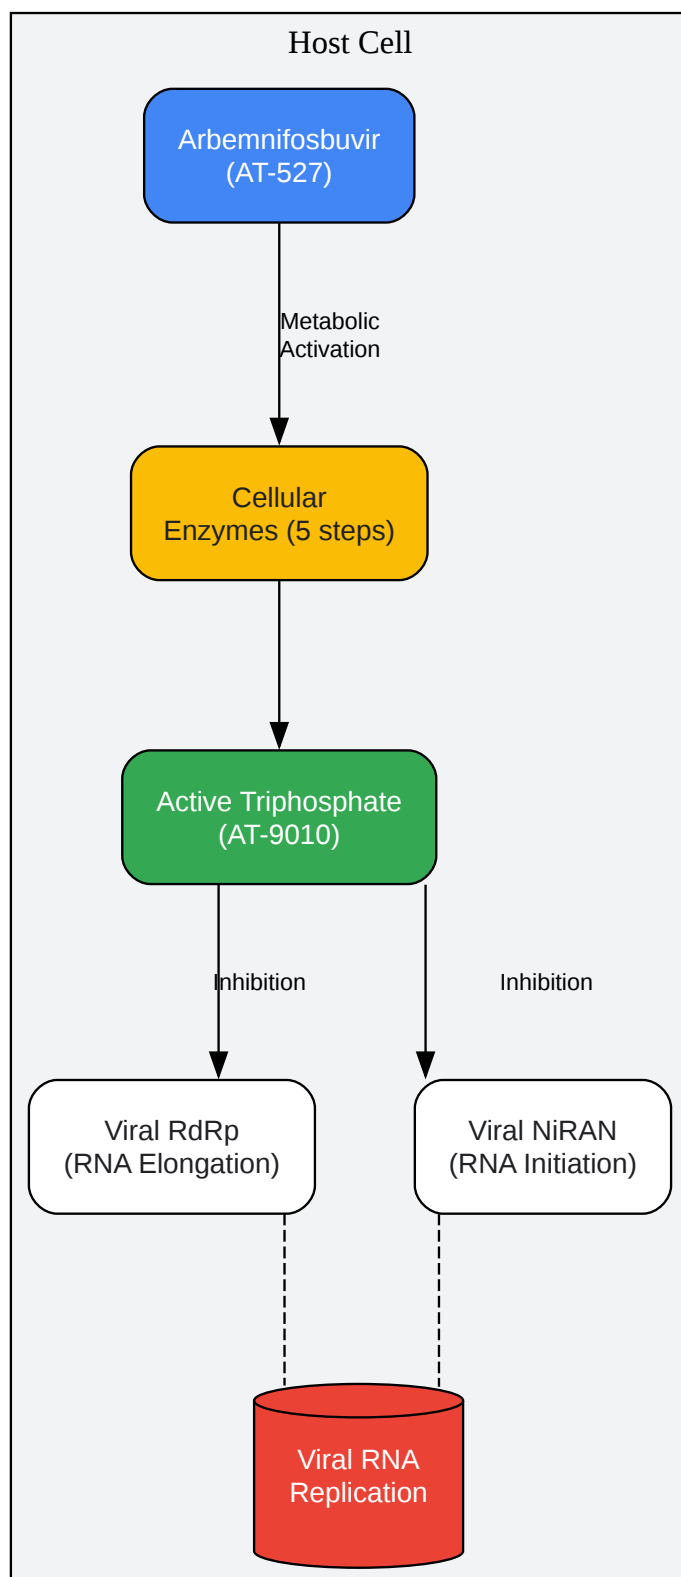 Host Cell
Arbemnifosbuvir
(AT-527)
Metabolic
Activation
Cellular
Enzymes (5 steps)
Active Triphosphate
(AT-9010)
Inhibition
Inhibition
Viral RdRp
(RNA Elongation)
Viral NiRAN
(RNA Initiation)
Viral RNA
Replication